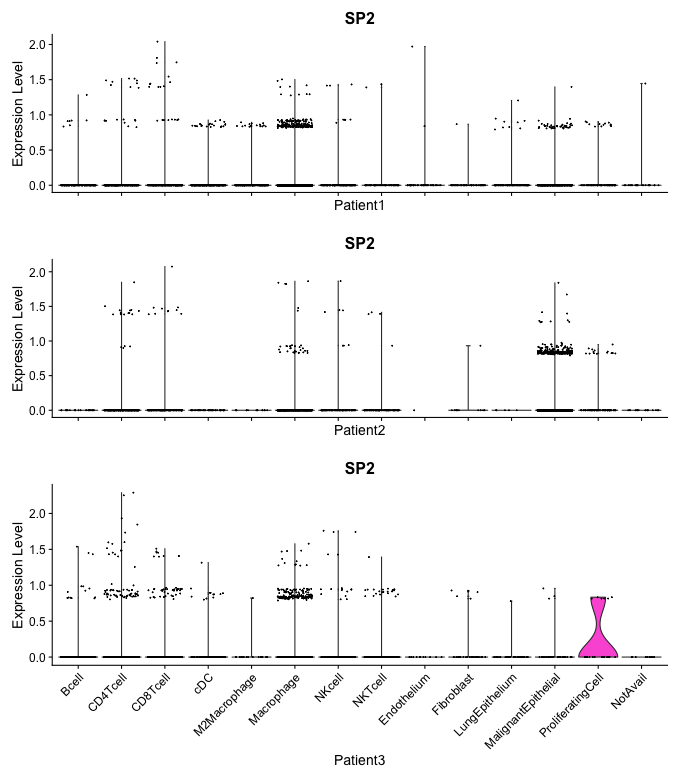 SP2
Expression Level
2.0
1.5
1.0
0.5
0.0
Patient1
SP2
Expression Level
2.0
1.5
1.0
0.5
0.0
Patient2
SP2
Expression Level
2.0
1.5
1.0
0.5
0.0
Bcell
CD4Tcell
CD8Tcell
cDC
M2Macrophage
Macrophage
NKcell
NKTcell
Endothelium
Fibroblast
LungEpithelium
MalignantEpithelial
ProliferatingCell
NotAvail
Patient3